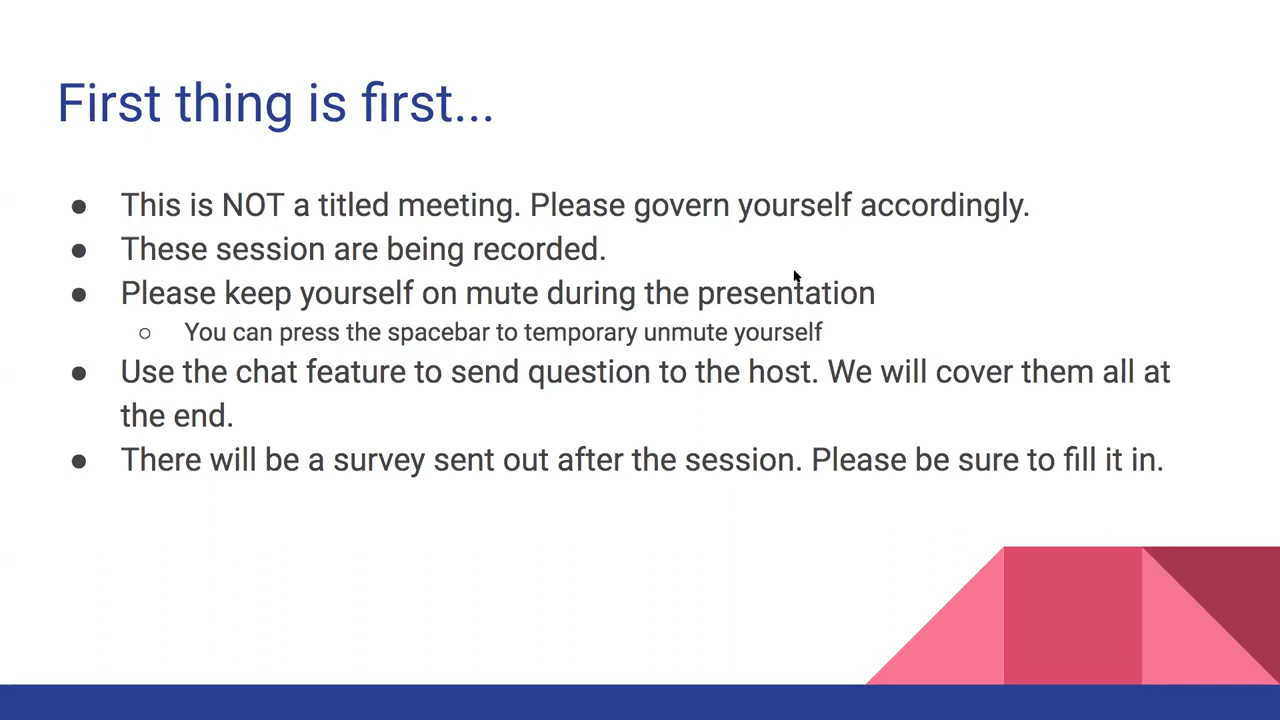 First thing is first...
● This is NOT a titled meeting. Please govern yourself accordingly.
● These session are being recorded.
● Please keep yourself on mute during the presentation
○ You can press the spacebar to temporary unmute yourself
● Use the chat feature to send question to the host. We will cover them all at
the end.
● There will be a survey sent out after the session. Please be sure to fill it in.